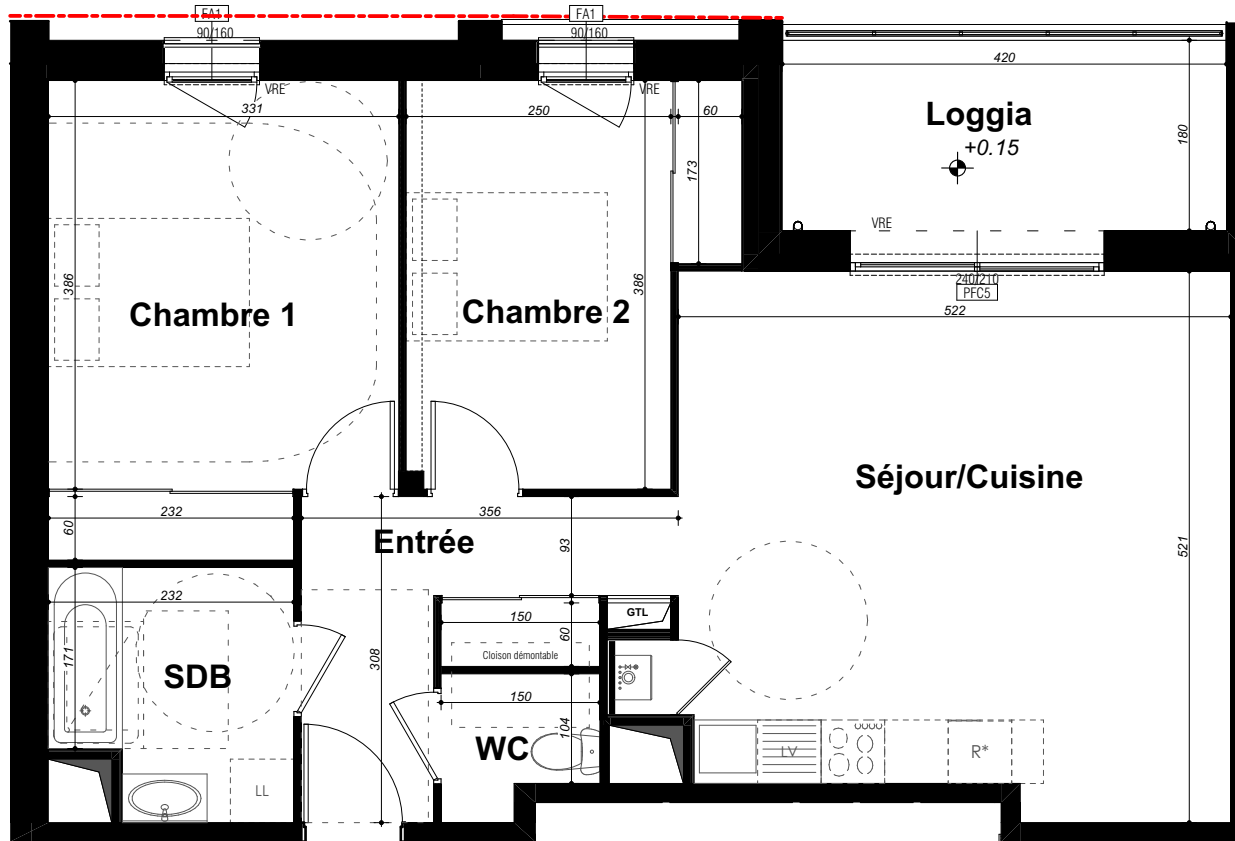 FA1
90/160
VRE
FA1
90/160
VRE
420
331
250
60
Loggia
+0.15
180
173
VRE
386
386
240/210
PFC5
522
Chambre 1
Chambre 2
Séjour/Cuisine
60
232
356
Entrée
93
521
232
150
GTL
60
171
308
Cloison démontable
SDB
150
104
WC
LV
R*
LL